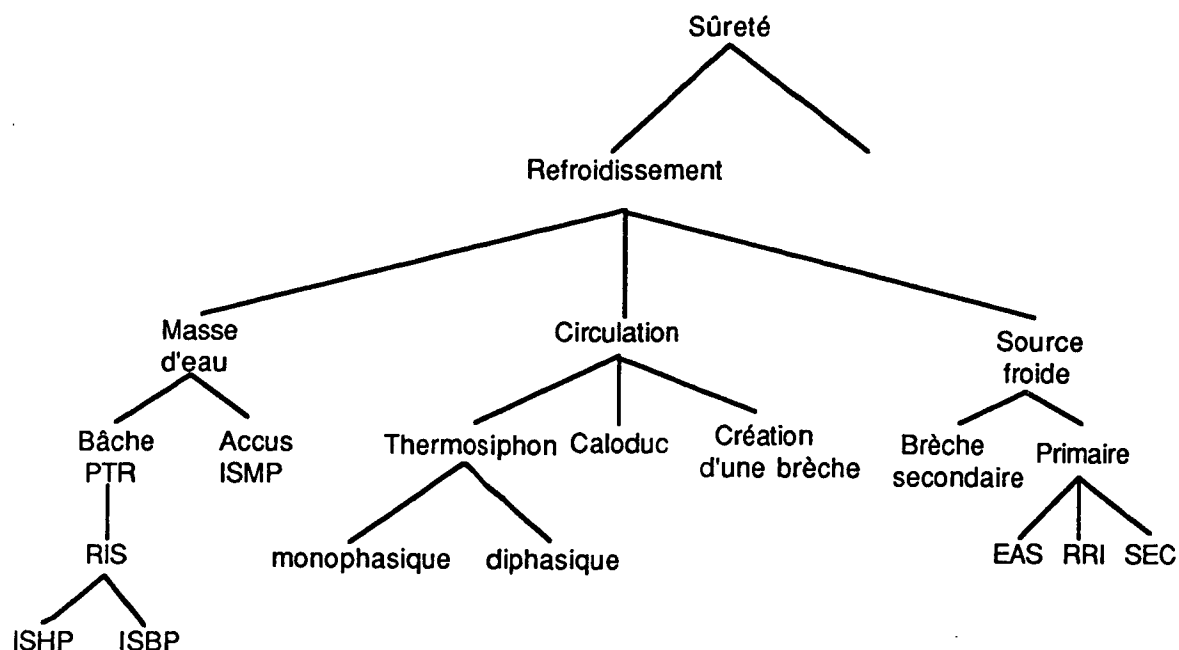 Sûreté
Refroidissement
Masse
d'eau
Circulation
Source
froide
Bâche
PTR
Accus
ISMP
Thermosiphon
Caloduc
Création
d'une brèche
Brèche
secondaire
Primaire
RIS
monophasique
diphasique
EAS
RRI
SEC
ISHP
ISBP